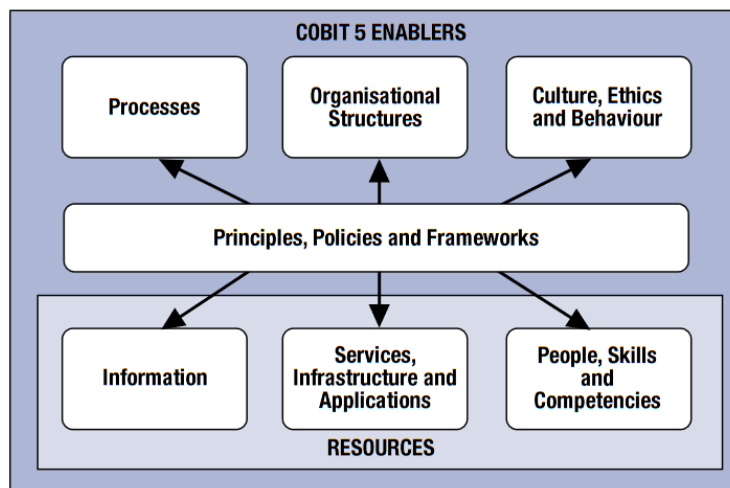 COBIT 5 ENABLERS
Processes
Organisational
Structures
Culture, Ethics
and Behaviour
Principles, Policies and Frameworks
Information
Services,
Infrastructure and
Applications
People, Skills
and
Competencies
RESOURCES